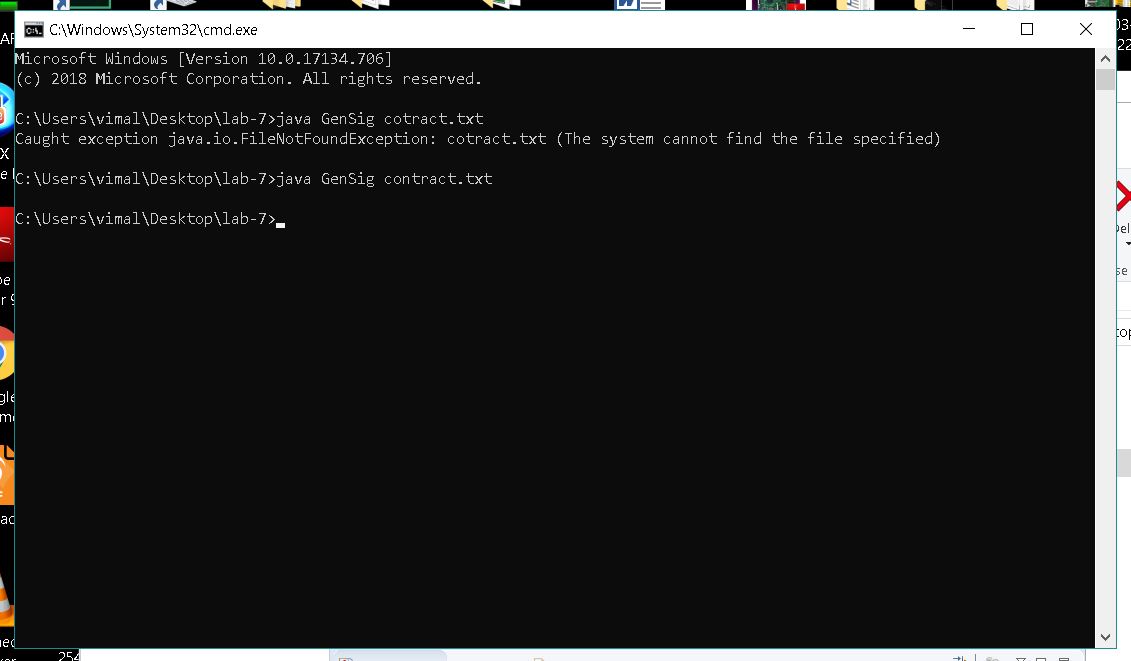 C:\Windows\System32\cmd.exe
Microsoft Windows [Version 10.0.17134.706]
(c) 2018 Microsoft Corporation. All rights reserved.
C:\Users\vimal\Desktop\lab-7>java GenSig cotract.txt
Caught exception java.io.FileNotFoundException: cotract.txt (The system cannot find the file specified)
C:\Users\vimal\Desktop\lab-7>java GenSig contract.txt
C:\Users\vimal\Desktop\lab-7>
254